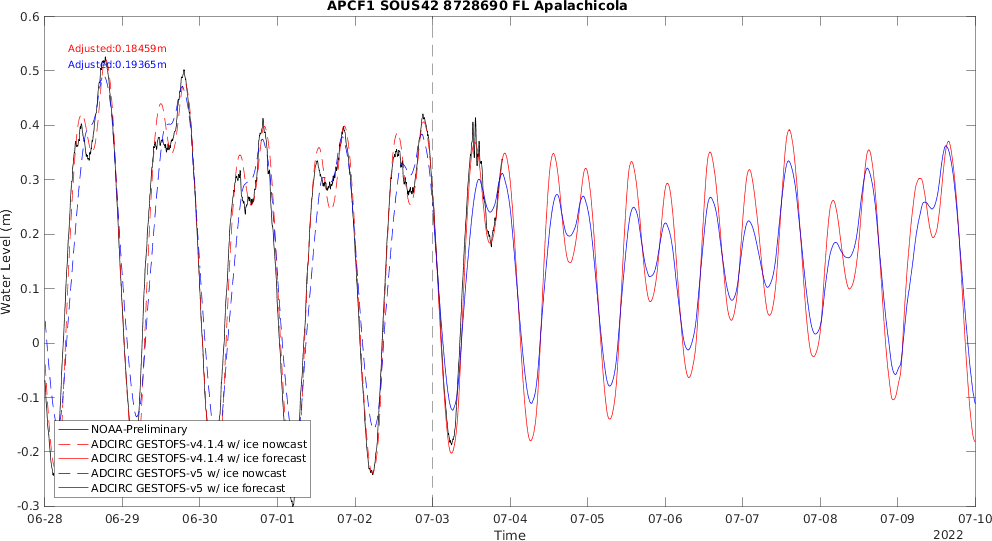 APCF1 SOUS42 8728690 FL Apalachicola
0.6
0.5
0.4
0.3
0.2
0.1
0
-0.1
-0.2
-0.3
Water Level (m)
Adjusted:0.18459m
Adjusted:0.19365m
NOAA-Preliminary
ADCIRC GESTOFS-v4.1.4 w/ ice nowcast
ADCIRC GESTOFS-v4.1.4 w/ ice forecast
ADCIRC GESTOFS-v5 w/ ice nowcast
ADCIRC GESTOFS-v5 w/ ice forecast
06-28 06-29 06-30 07-01 07-02 07-03 07-04 07-05 07-06 07-07 07-08 07-09 07-10
Time
2022